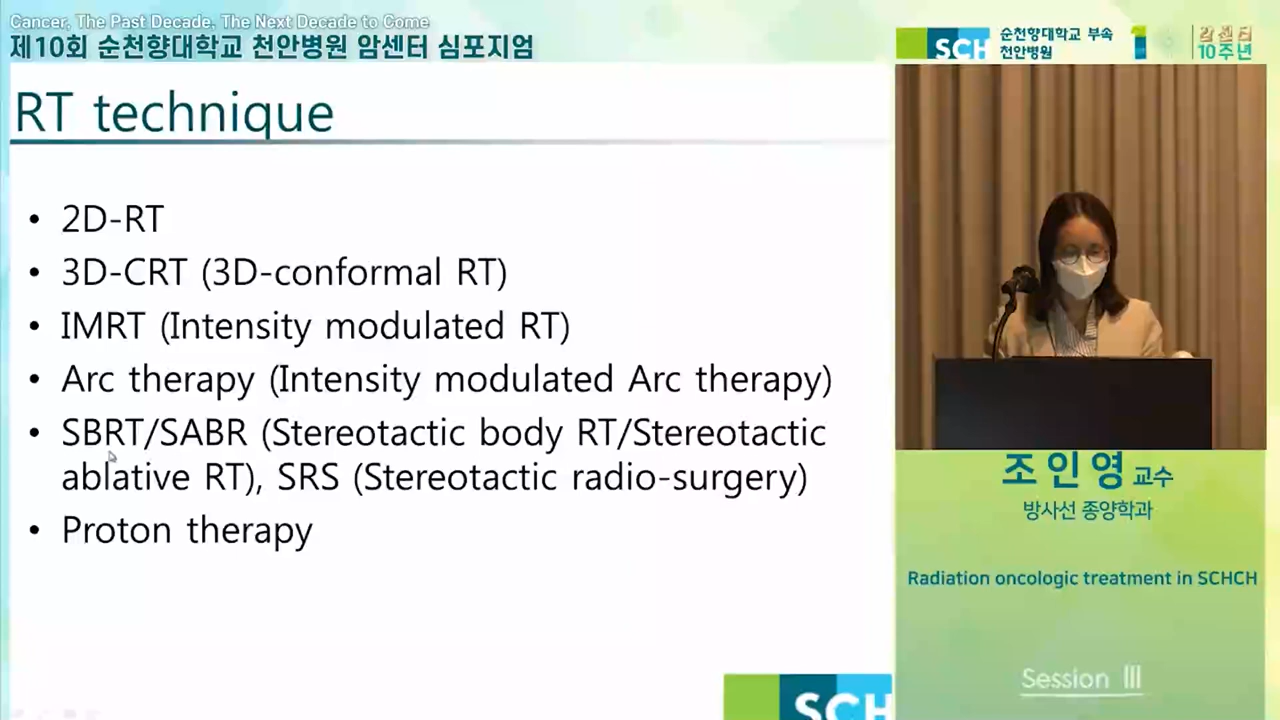 Cancer, The Past Decade, The Next Decade to Come
제10회 순천향대학교 천안병원 암센터 심포지엄
SCH
순천향대학교 부속
천안병원
암센터
10주년
RT technique
• 2D-RT
• 3D-CRT (3D-conformal RT)
• IMRT (Intensity modulated RT)
• Arc therapy (Intensity modulated Arc therapy)
• SBRT/SABR (Stereotactic body RT/Stereotactic
ablative RT), SRS (Stereotactic radio-surgery)
• Proton therapy
SCH
조인영 교수
방사선 종양학과
Radiation oncologic treatment in SCHCH
Session Ⅲ